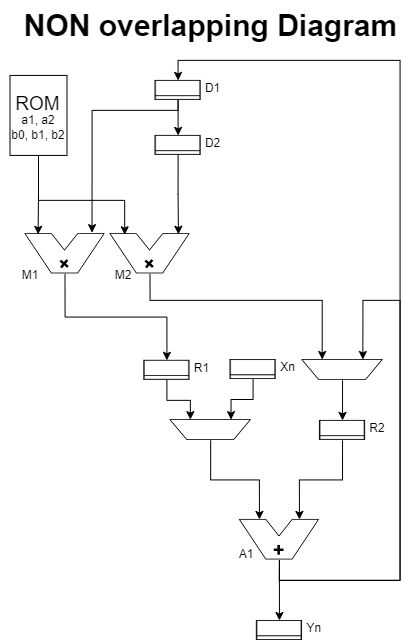 NON overlapping Diagram
D1
ROM
a1, a2
b0, b1, b2
D2
×
×
M1
M2
R1
Xn
R2
+
A1
Yn